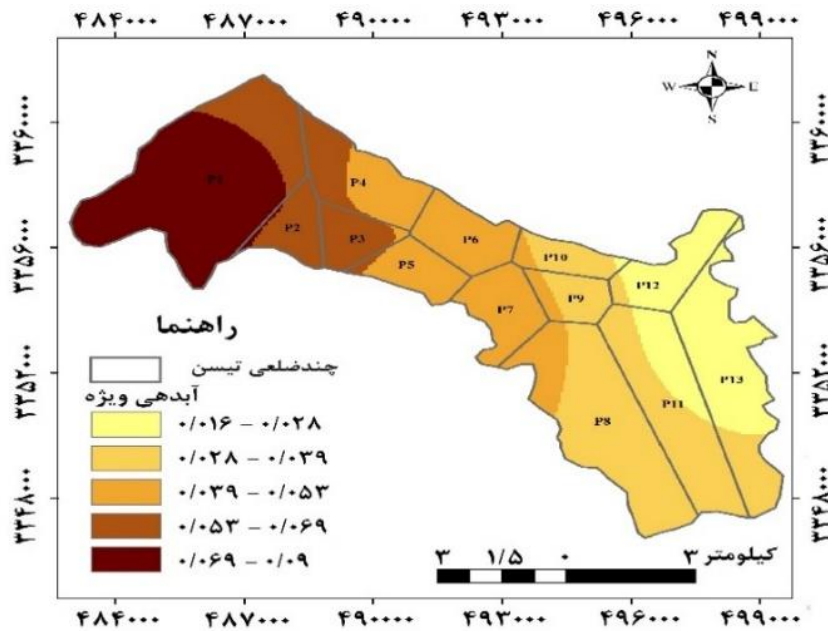 ۴۸۴۰۰۰ ۴۸۷۰۰۰ ۴۹۰۰۰۰ ۴۹۳۰۰۰ ۴۹۶۰۰۰ ۴۹۹۰۰۰
N
W E
S
۳۳۶۰۰۰۰ ۳۳۶۰۰۰۰
۳۳۵۶۰۰۰ ۳۳۵۶۰۰۰
۳۳۵۲۰۰۰ ۳۳۵۲۰۰۰
۳۳۴۸۰۰۰ ۳۳۴۸۰۰۰
P1
P4
P2
P3
P6
P5
P10
P12
P7
P9
P13
P11
P8
راهنما
چندضلعی تیسن
آبدهی ویژه
۰/۰۱۶ – ۰/۰۲۸
۰/۰۲۸ – ۰/۰۳۹
۰/۰۳۹ – ۰/۰۵۳
۰/۰۵۳ – ۰/۰۶۹
۰/۰۶۹ – ۰/۰۹
۳ ۱/۵ ۰ ۳ کیلومتر
۴۸۴۰۰۰ ۴۸۷۰۰۰ ۴۹۰۰۰۰ ۴۹۳۰۰۰ ۴۹۶۰۰۰ ۴۹۹۰۰۰